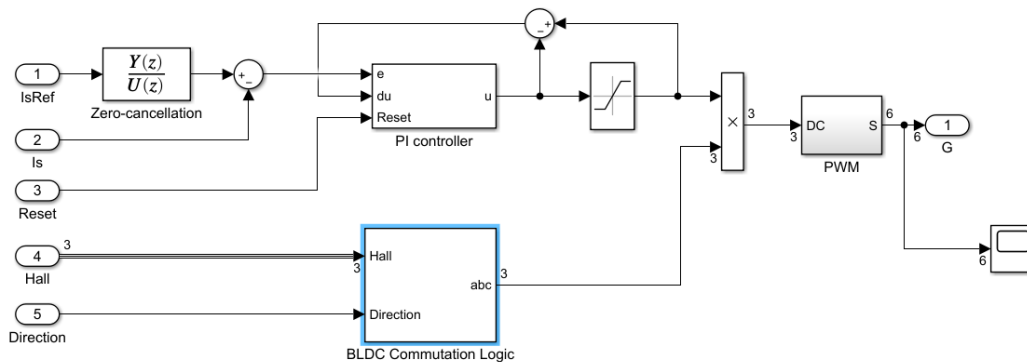 1
IsRef
Y(z)
U(z)
Zero-cancellation
+
−
−
+
e
du
Reset
u
PI controller
2
Is
3
Reset
×
3
3
3
DC
S
PWM
6
6
1
G
6
4
Hall
3
3
Hall
abc
3
Direction
BLDC Commutation Logic
5
Direction